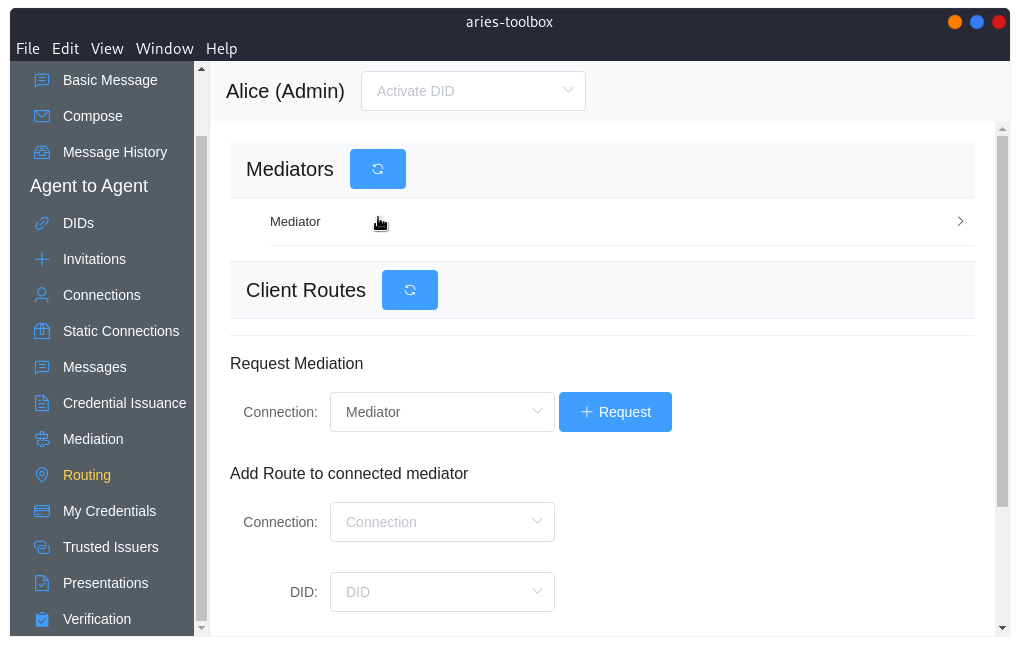 aries-toolbox
File Edit View Window Help
Basic Message
Compose
Message History
Agent to Agent
DIDs
Invitations
Connections
Static Connections
Messages
Credential Issuance
Mediation
Routing
My Credentials
Trusted Issuers
Presentations
Verification
Alice (Admin) Activate DID
Mediators
Mediator
Client Routes
Request Mediation
Connection: Mediator Request
Add Route to connected mediator
Connection: Connection
DID: DID